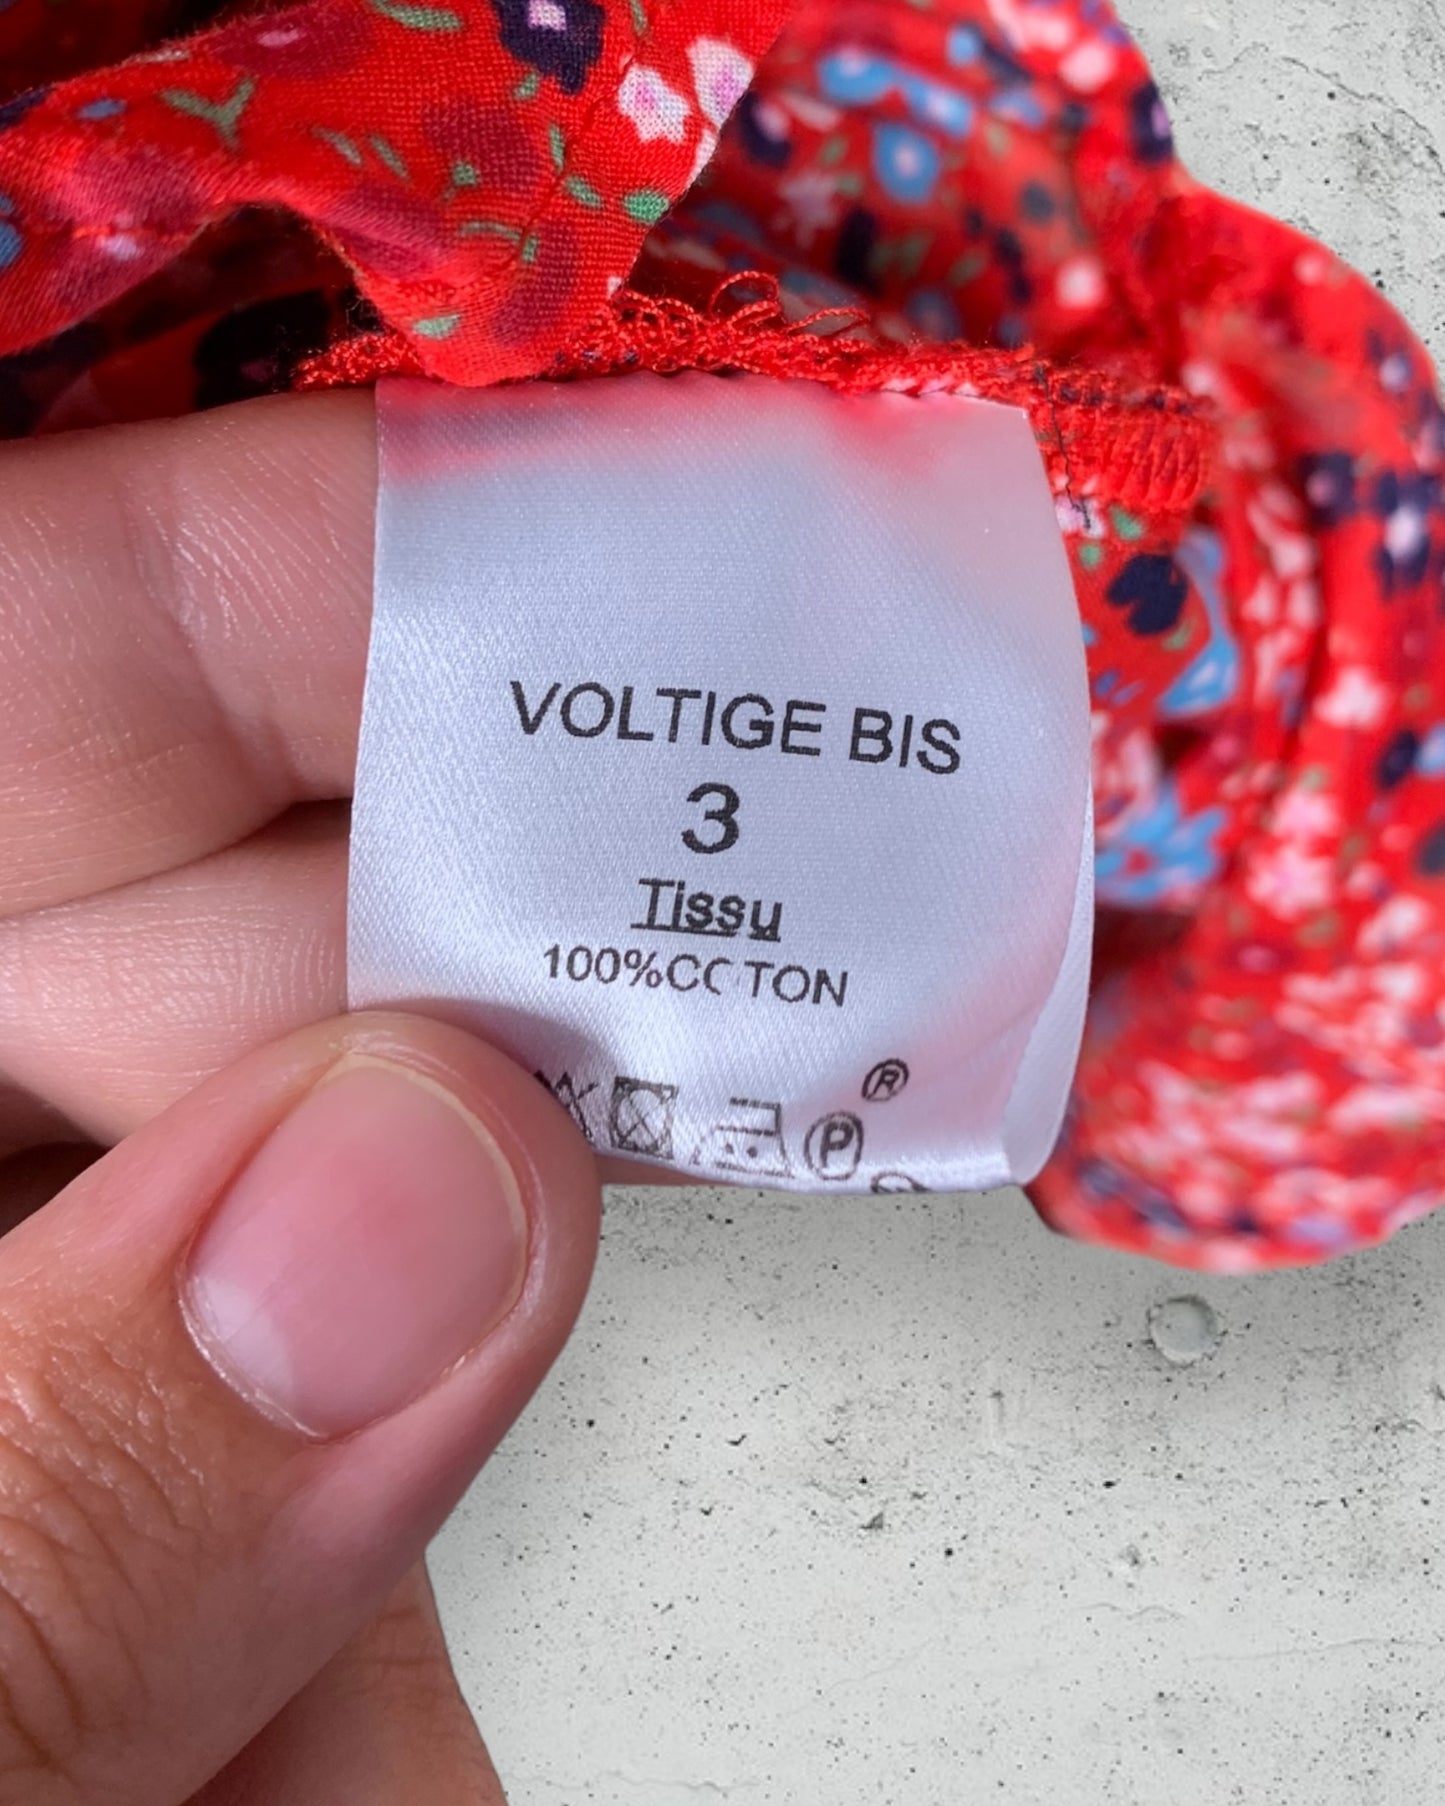 VOLTIGE BIS
3
Tissu
100%COTON
P ®